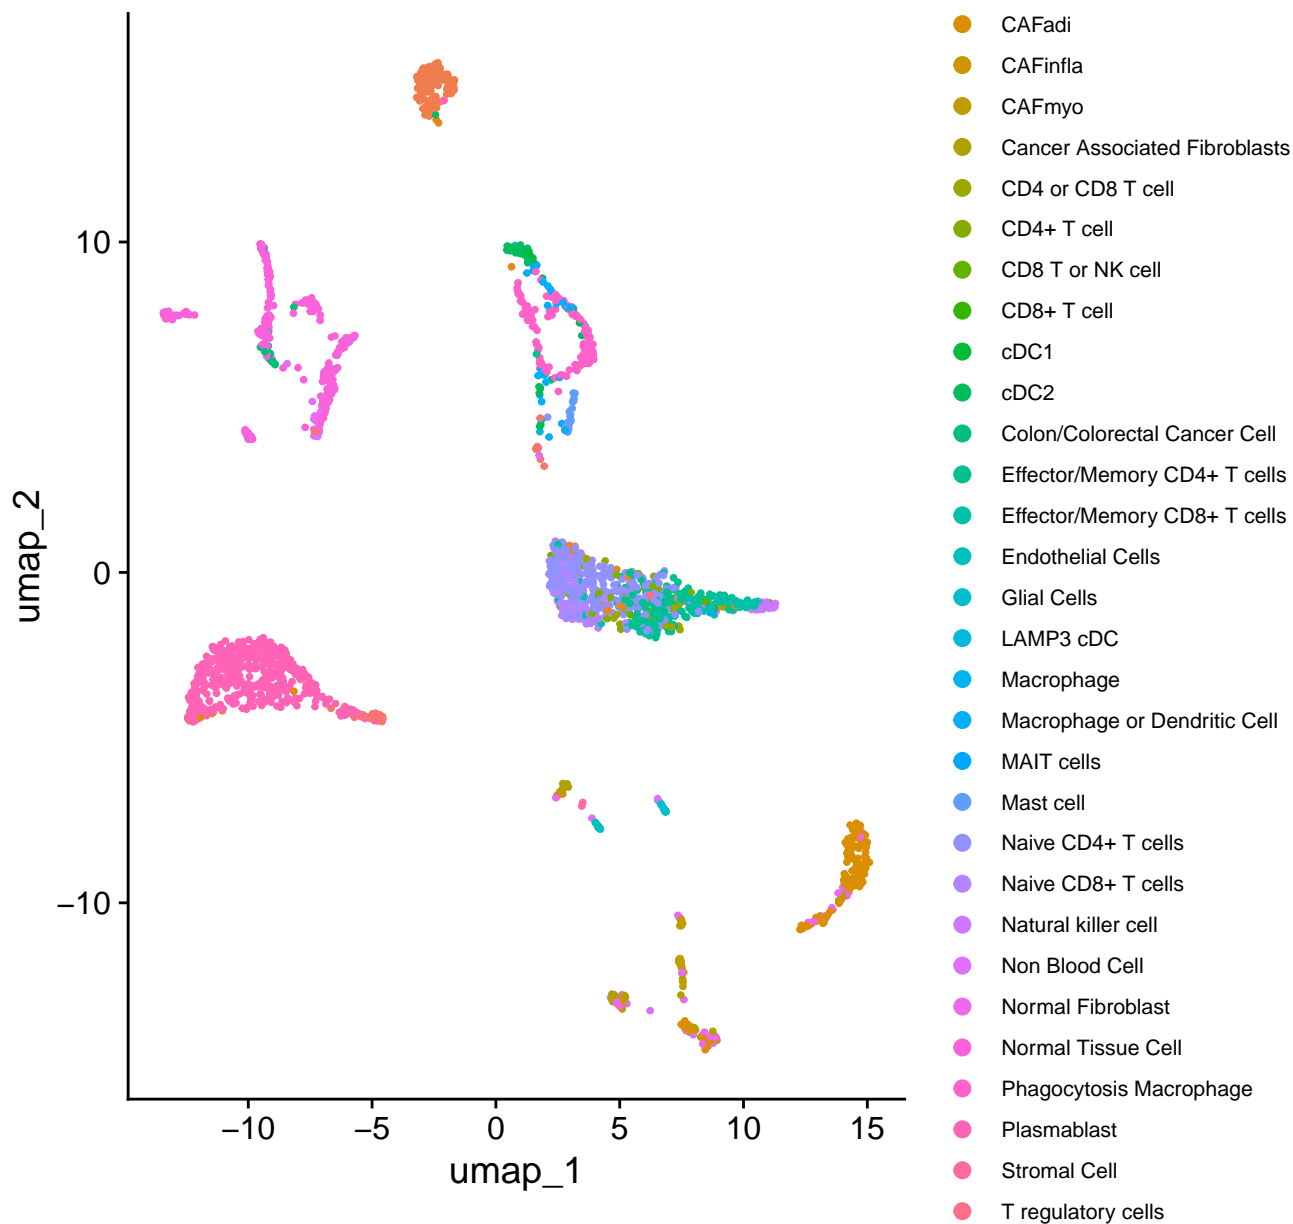 CAFadi
CAFinfla
CAFmyo
Cancer Associated Fibroblasts
CD4 or CD8 T cell
CD4+ T cell
CD8 T or NK cell
CD8+ T cell
cDC1
cDC2
Colon/Colorectal Cancer Cell
Effector/Memory CD4+ T cells
Effector/Memory CD8+ T cells
Endothelial Cells
Glial Cells
LAMP3 cDC
Macrophage
Macrophage or Dendritic Cell
MAIT cells
Mast cell
Naive CD4+ T cells
Naive CD8+ T cells
Natural killer cell
Non Blood Cell
Normal Fibroblast
Normal Tissue Cell
Phagocytosis Macrophage
Plasmablast
Stromal Cell
T regulatory cells
10
0
−10
umap_2
−10 −5 0 5 10 15
umap_1